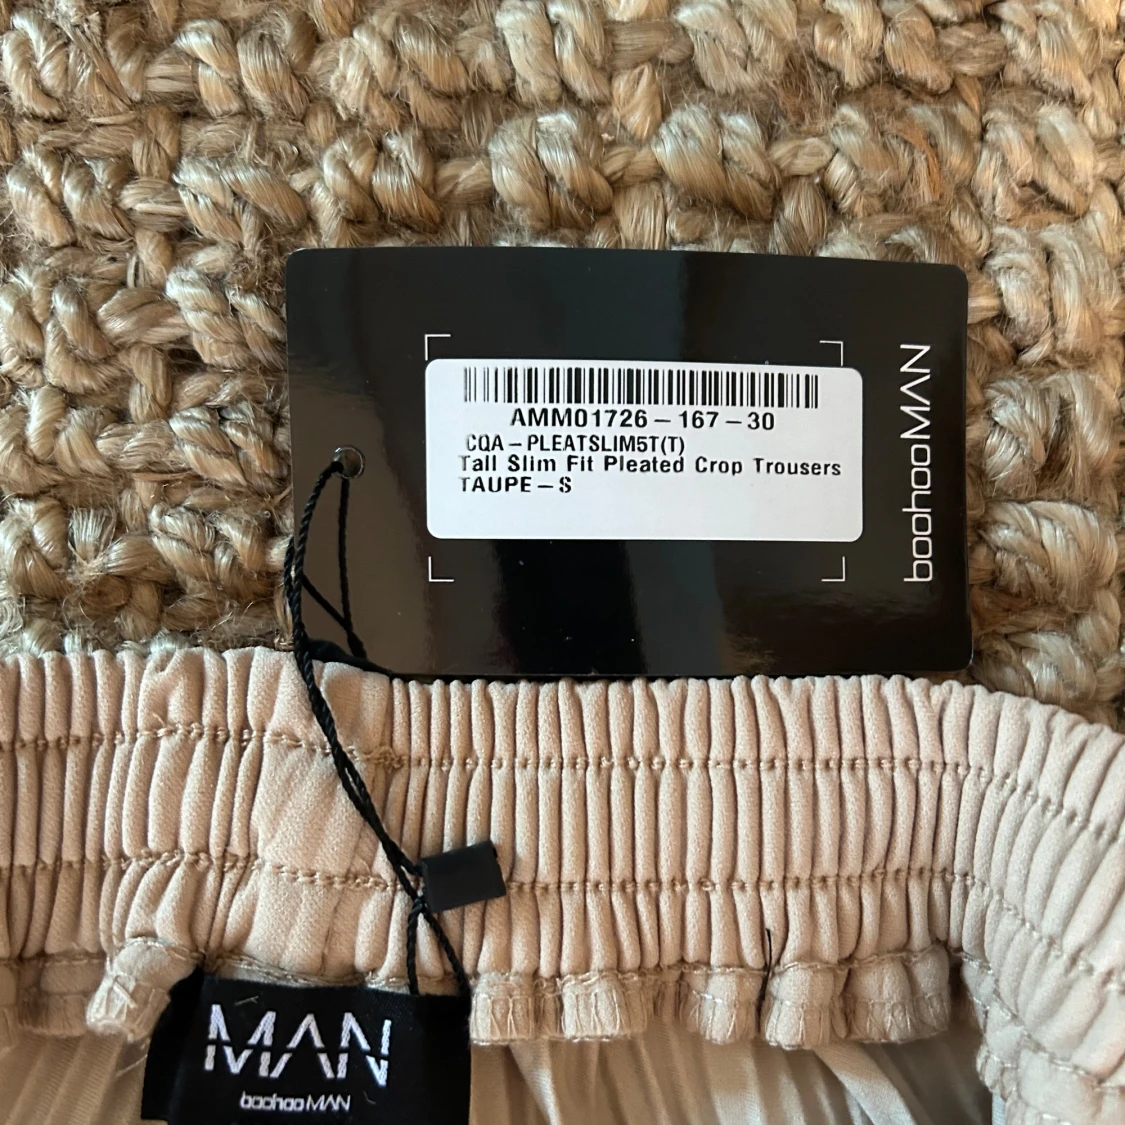 AMM01726-167-30
CQA-PLEATSLIM5T(T)
Tall Slim Fit Pleated Crop Trousers
TAUPE-S
boohooMAN
MAN
boohooMAN